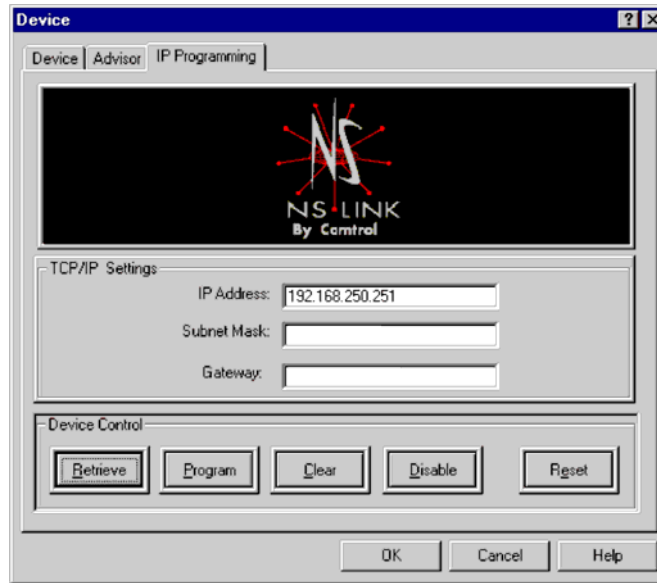 Device
Device Advisor IP Programming
NS
NS LINK
By Comtrol
TCP/IP Settings
IP Address: 192.168.250.251
Subnet Mask:
Gateway:
Device Control
Retrieve Program Clear Disable Reset
OK Cancel Help